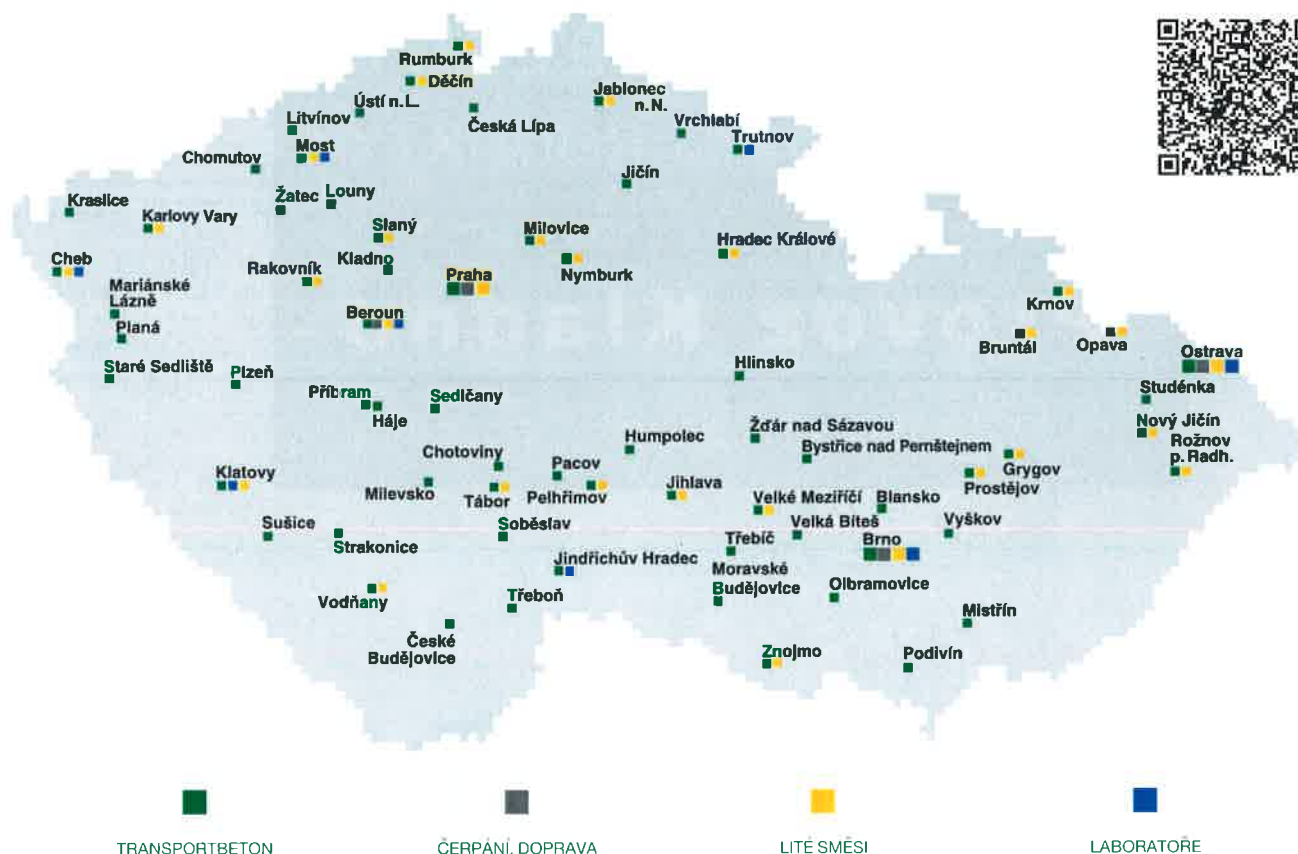 Rumburk
Děčín
Ústí n.L.
Česká Lípa
Jablonec
n.N.
Vrchlabí
Trutnov
Litvínov
Most
Chomutov
Jičín
Žatec
Louny
Kraslice
Karlovy Vary
Slaný
Milovice
Hradec Králové
Cheb
Rakovník
Kladno
Praha
Nymburk
Mariánské
Lázně
Planá
Beroun
Krnov
Bruntál
Opava
Ostrava
Staré Sedliště
Plzeň
Hlinsko
Studénka
Příbram
Háje
Sedlčany
Nový Jičín
Rožnov
p. Radh.
Žďár nad Sázavou
Bystřice nad Pernštejnem
Humpolec
Chotoviny
Pacov
Grygov
Prostějov
Klatovy
Milevsko
Tábor
Pelhřimov
Jihlava
Velké Meziříčí
Blansko
Sušice
Strakonice
Soběslav
Velká Bíteš
Vyškov
Třebíč
Brno
Jindřichův Hradec
Moravské
Budějovice
Olbramovice
Vodňany
Třeboň
Mistřín
České
Budějovice
Znojmo
Podivín
TRANSPORTBETON
ČERPÁNÍ, DOPRAVA
LITÉ SMĚSI
LABORATOŘE